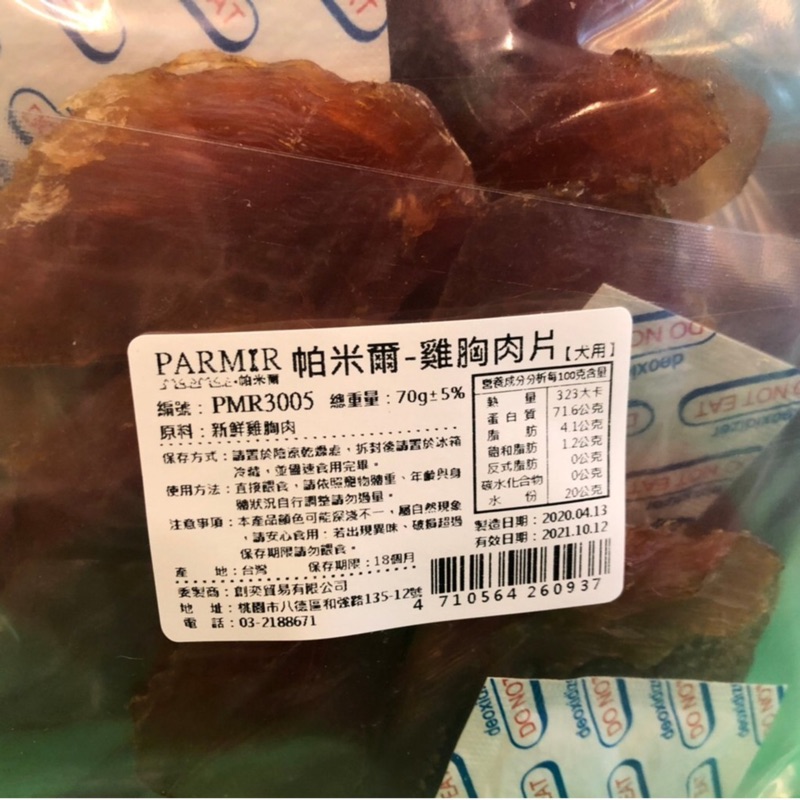 DO NOT EAT
PARMIR 帕米爾-雞胸肉片【犬用】
帕米爾
編號：PMR3005 總重量：70g±5%
原料：新鮮雞胸肉
保存方式：請置於陰涼乾燥處，拆封後請置於冰箱
冷藏，並儘速食用完畢。
使用方法：直接餵食，請依照寵物體重、年齡與身
體狀況自行調整請勿過量。
注意事項：本產品顏色可能深淺不一，屬自然現象
，請安心食用；若出現異味、破損超過
保存期限請勿餵食。
產 地：台灣 保存期限：18個月
委製商：創奕貿易有限公司
地 址：桃園市八德區和強路135-12號
電 話：03-2188671
營養成分分析每100克含量
熱 量 323大卡
蛋白質 71.6公克
脂 肪 4.1公克
飽和脂肪 1.2公克
反式脂肪 0公克
碳水化合物 0公克
水 份 20公克
製造日期：2020.04.13
有效日期：2021.10.12
4 710564 260937
DO NOT EAT
deoxidizer
DO NOT
deoxidizer
EAT